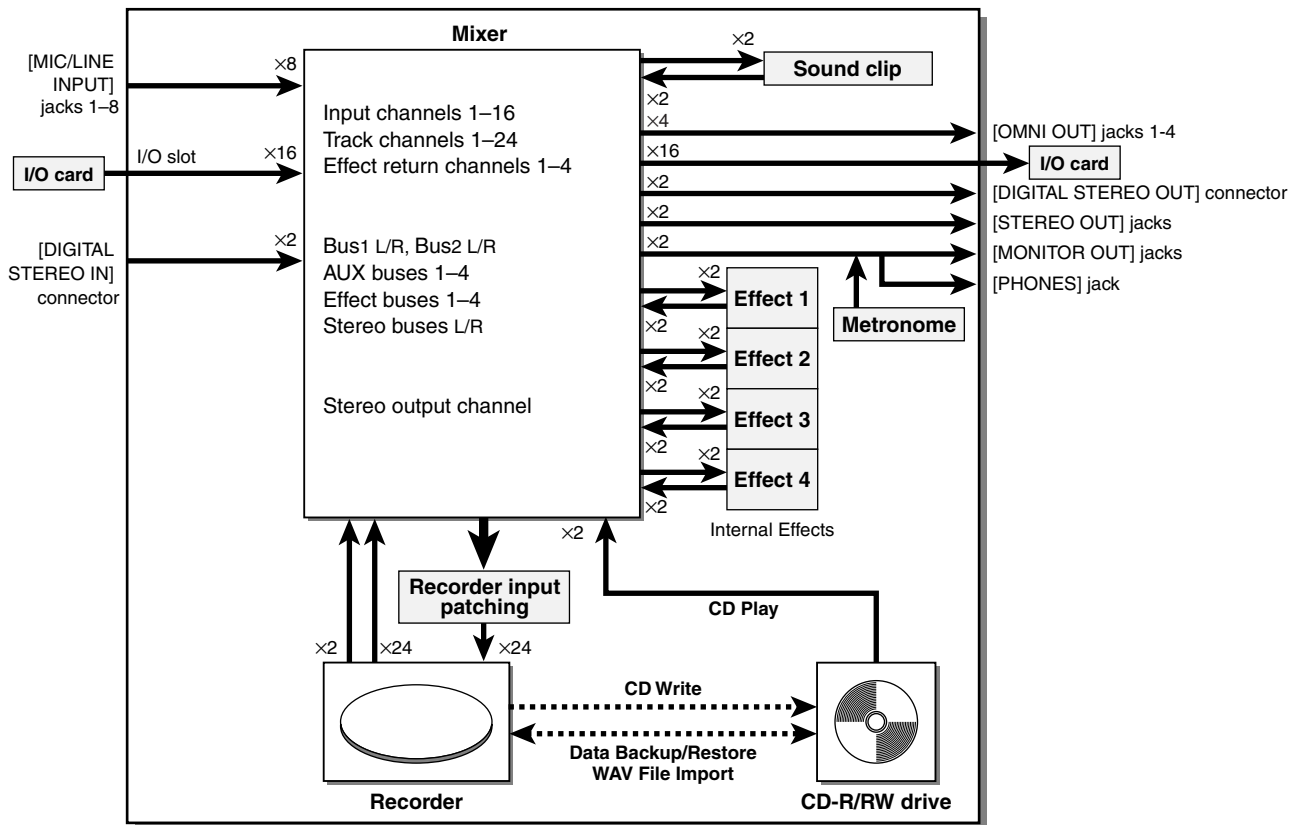 Mixer
[MIC/LINE
INPUT]
jacks 1–8
×8
I/O card
I/O slot
×16
[DIGITAL
STEREO IN]
connector
×2
Input channels 1–16
Track channels 1–24
Effect return channels 1–4
Bus1 L/R, Bus2 L/R
AUX buses 1–4
Effect buses 1–4
Stereo buses L/R
Stereo output channel
×2
Sound clip
×2
×4
[OMNI OUT] jacks 1-4
×16
I/O card
×2
[DIGITAL STEREO OUT] connector
×2
[STEREO OUT] jacks
×2
[MONITOR OUT] jacks
[PHONES] jack
Metronome
×2
Effect 1
×2
×2
Effect 2
×2
×2
Effect 3
×2
×2
Effect 4
×2
Internal Effects
×2
Recorder input
patching
CD Play
×2
×24
×24
CD Write
Data Backup/Restore
WAV File Import
Recorder
CD-R/RW drive